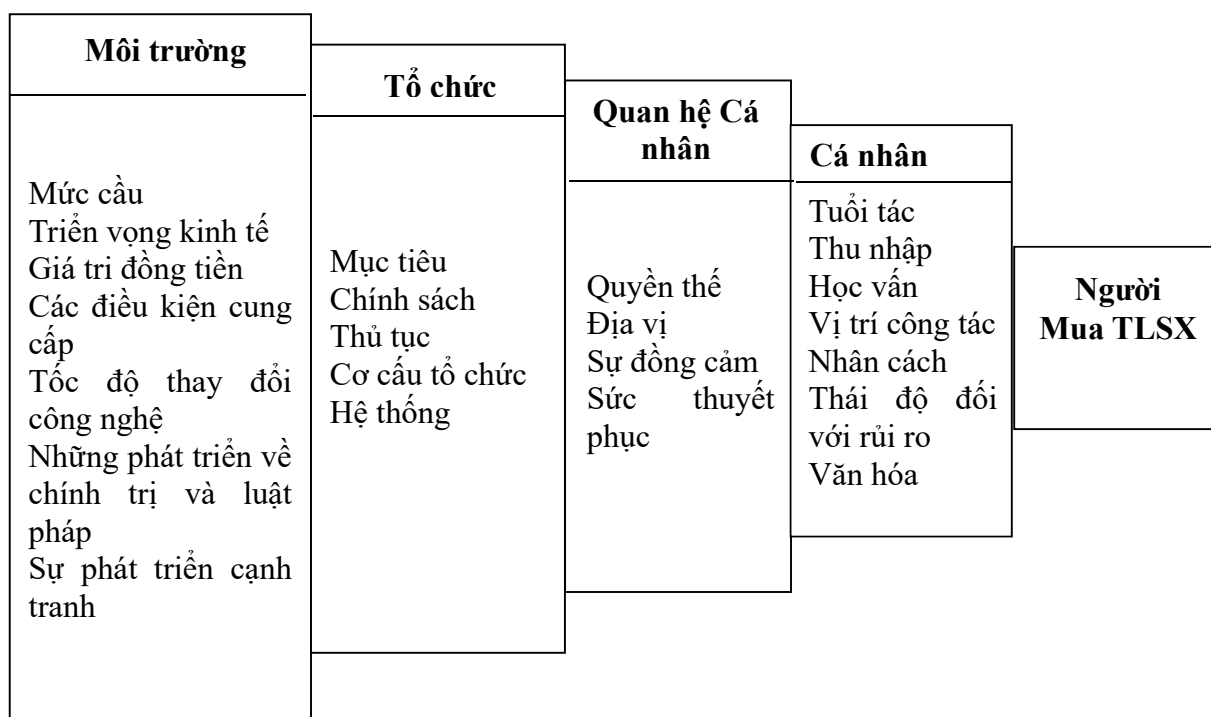 Môi trường
Mức cầu
Triển vọng kinh tế
Giá tri đồng tiền
Các điều kiện cung
cấp
Tốc độ thay đổi
công nghệ
Những phát triển về
chính trị và luật
pháp
Sự phát triển cạnh
tranh
Tổ chức
Mục tiêu
Chính sách
Thủ tục
Cơ cấu tổ chức
Hệ thống
Quan hệ Cá
nhân
Quyền thế
Địa vị
Sự đồng cảm
Sức thuyết
phục
Cá nhân
Tuổi tác
Thu nhập
Học vấn
Vị trí công tác
Nhân cách
Thái độ đối
với rủi ro
Văn hóa
Người
Mua TLSX